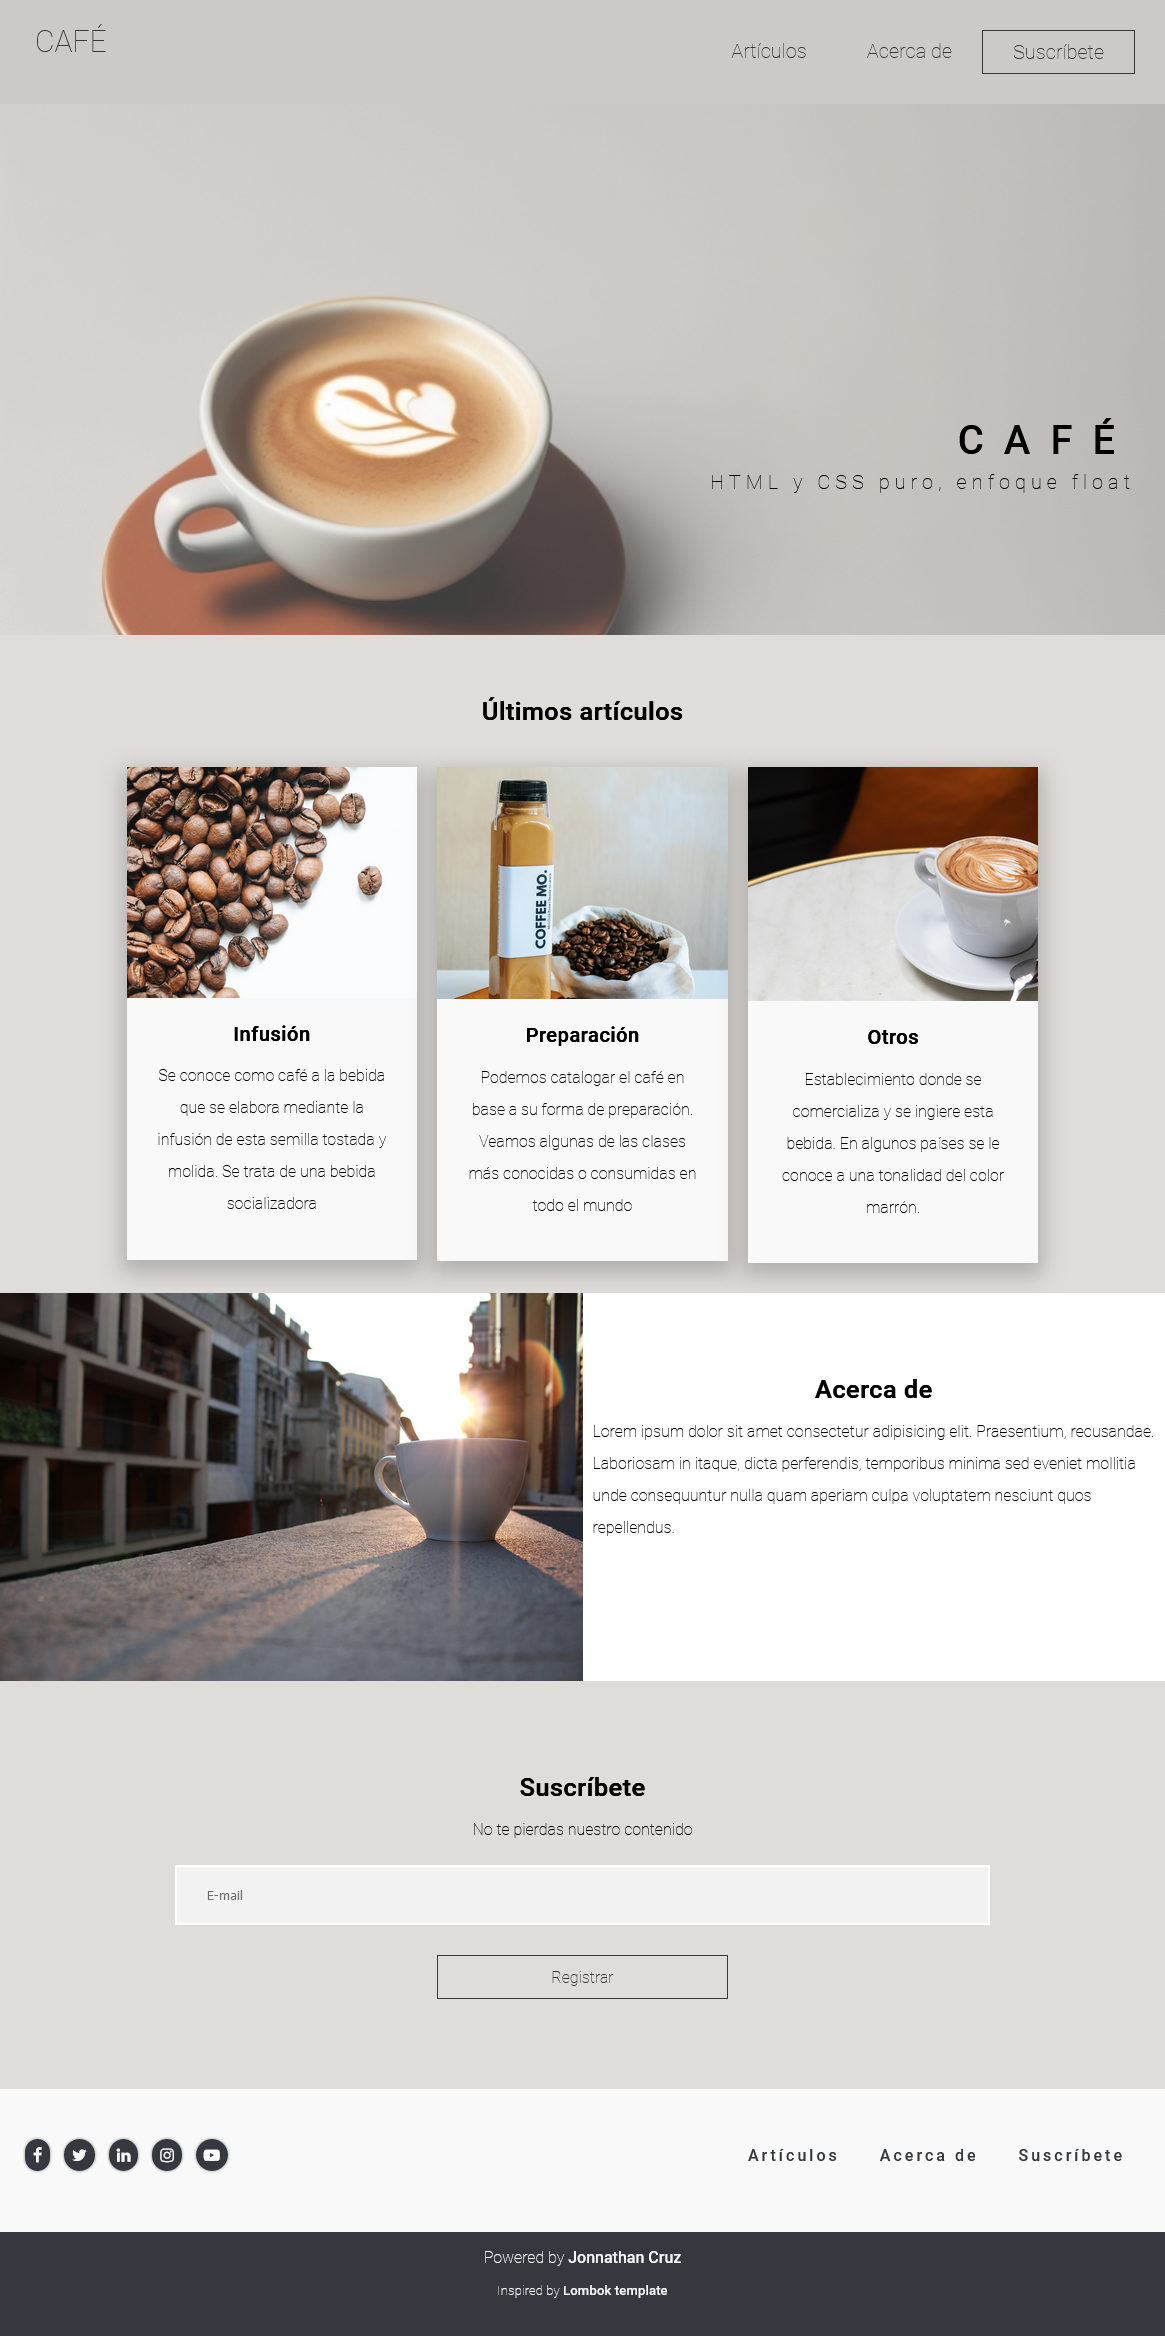 CAFÉ
Artículos
Acerca de
Suscríbete
CAFÉ
HTML y CSS puro, enfoque float
Últimos artículos
COFFEE MO.
Infusión
Se conoce como café a la bebida
que se elabora mediante la
infusión de esta semilla tostada y
molida. Se trata de una bebida
socializadora
Preparación
Podemos catalogar el café en
base a su forma de preparación.
Veamos algunas de las clases
más conocidas o consumidas en
todo el mundo
Otros
Establecimiento donde se
comercializa y se ingiere esta
bebida. En algunos países se le
conoce a una tonalidad del color
marrón.
Acerca de
Lorem ipsum dolor sit amet consectetur adipisicing elit. Praesentium, recusandae.
Laboriosam in itaque, dicta perferendis, temporibus minima sed eveniet mollitia
unde consequuntur nulla quam aperiam culpa voluptatem nesciunt quos
repellendus.
Suscríbete
No te pierdas nuestro contenido
E-mail
Registrar
Artículos
Acerca de
Suscríbete
Powered by Jonnathan Cruz
Inspired by Lombok template